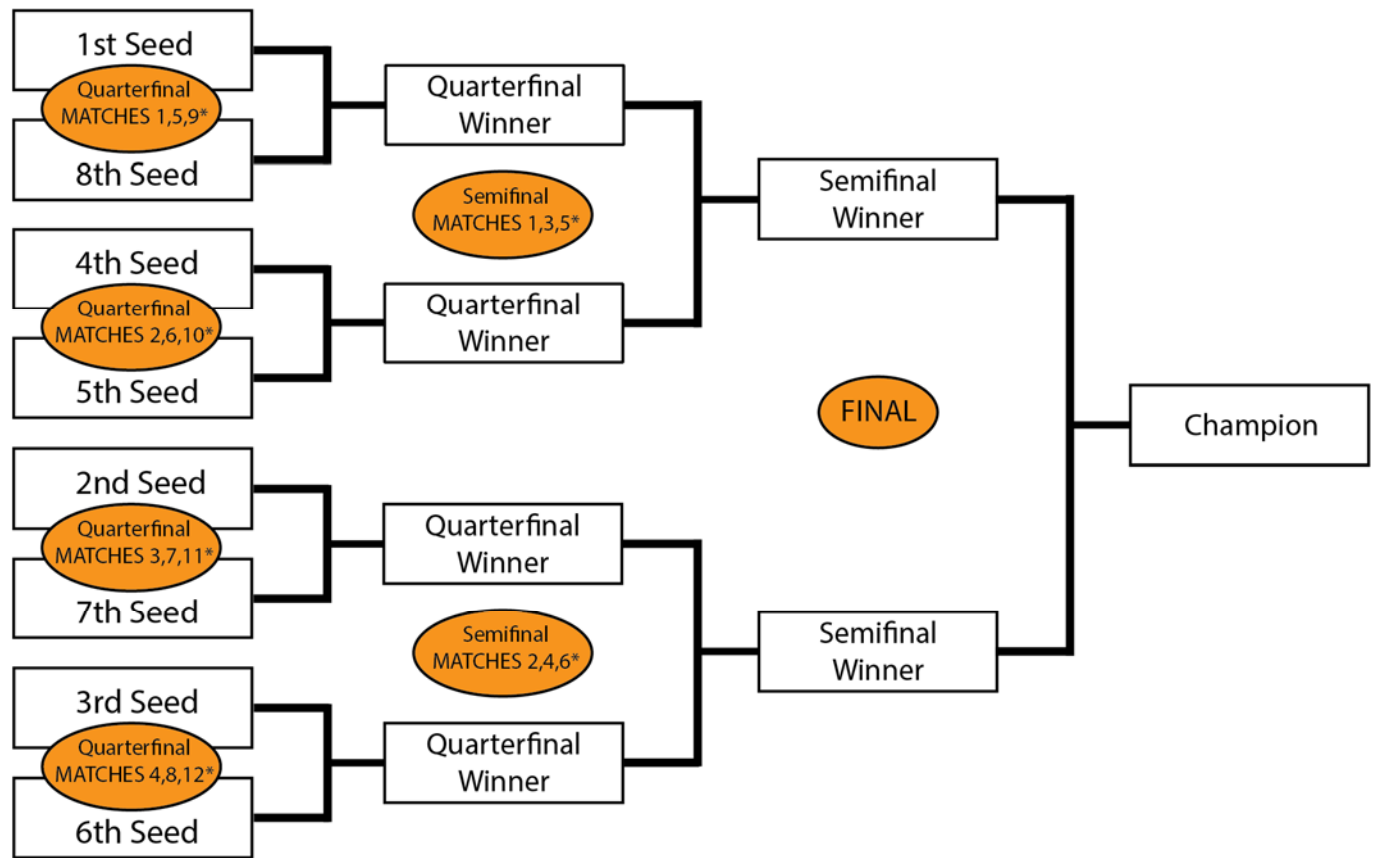 1st Seed
Quarterfinal
MATCHES 1,5,9*
8th Seed
4th Seed
Quarterfinal
MATCHES 2,6,10*
5th Seed
2nd Seed
Quarterfinal
MATCHES 3,7,11*
7th Seed
3rd Seed
Quarterfinal
MATCHES 4,8,12*
6th Seed
Quarterfinal
Winner
Semifinal
MATCHES 1,3,5*
Quarterfinal
Winner
Quarterfinal
Winner
Semifinal
MATCHES 2,4,6*
Quarterfinal
Winner
Semifinal
Winner
FINAL
Semifinal
Winner
Champion